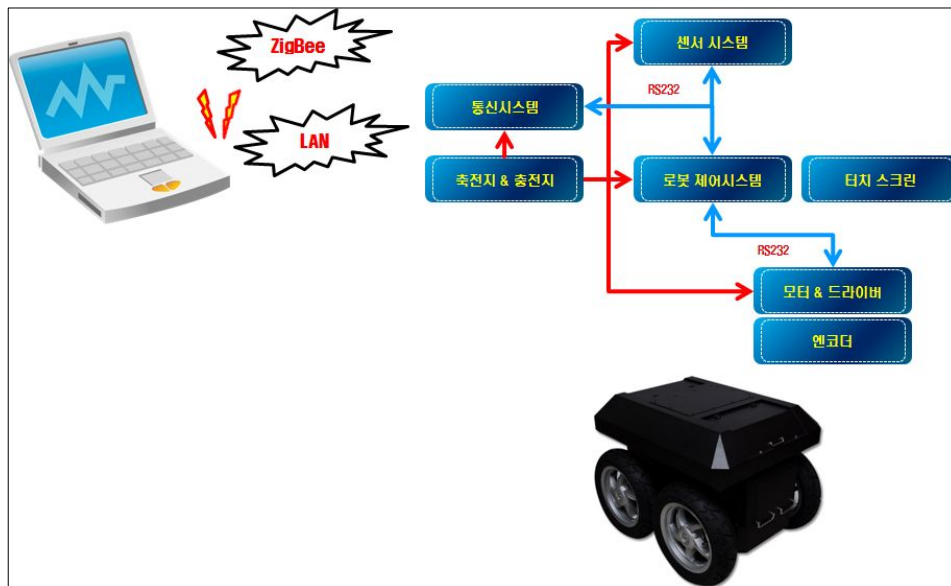 ZigBee
LAN
센서 시스템
RS232
통신시스템
축전지 & 충전지
로봇 제어시스템
터치 스크린
RS232
모터 & 드라이버
엔코더